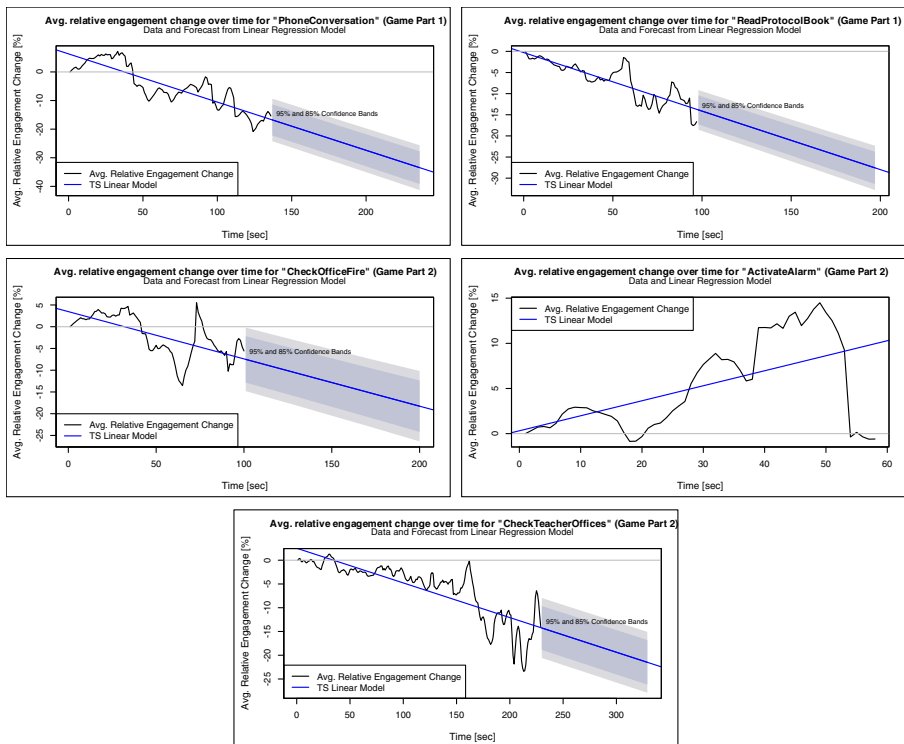 Avg. relative engagement change over time for "PhoneConversation" (Game Part 1)
Data and Forecast from Linear Regression Model
Avg. Relative Engagement Change [%]
0
-10
-20
-30
-40
95% and 85% Confidence Bands
Avg. Relative Engagement Change
TS Linear Model
0 50 100 150 200
Time [sec]
Avg. relative engagement change over time for "ReadProtocolBook" (Game Part 1)
Data and Forecast from Linear Regression Model
Avg. Relative Engagement Change [%]
0
-5
-10
-15
-20
-25
-30
95% and 85% Confidence Bands
Avg. Relative Engagement Change
TS Linear Model
0 50 100 150 200
Time [sec]
Avg. relative engagement change over time for "CheckOfficeFire" (Game Part 2)
Data and Forecast from Linear Regression Model
Avg. Relative Engagement Change [%]
5
0
-5
-10
-15
-20
-25
95% and 85% Confidence Bands
Avg. Relative Engagement Change
TS Linear Model
0 50 100 150 200
Time [sec]
Avg. relative engagement change over time for "ActivateAlarm" (Game Part 2)
Data and Linear Regression Model
Avg. Relative Engagement Change [%]
15
10
5
0
Avg. Relative Engagement Change
TS Linear Model
0 10 20 30 40 50 60
Time [sec]
Avg. relative engagement change over time for "CheckTeacherOffices" (Game Part 2)
Data and Forecast from Linear Regression Model
Avg. Relative Engagement Change [%]
0
-5
-10
-15
-20
-25
95% and 85% Confidence Bands
Avg. Relative Engagement Change
TS Linear Model
0 50 100 150 200 250 300
Time [sec]